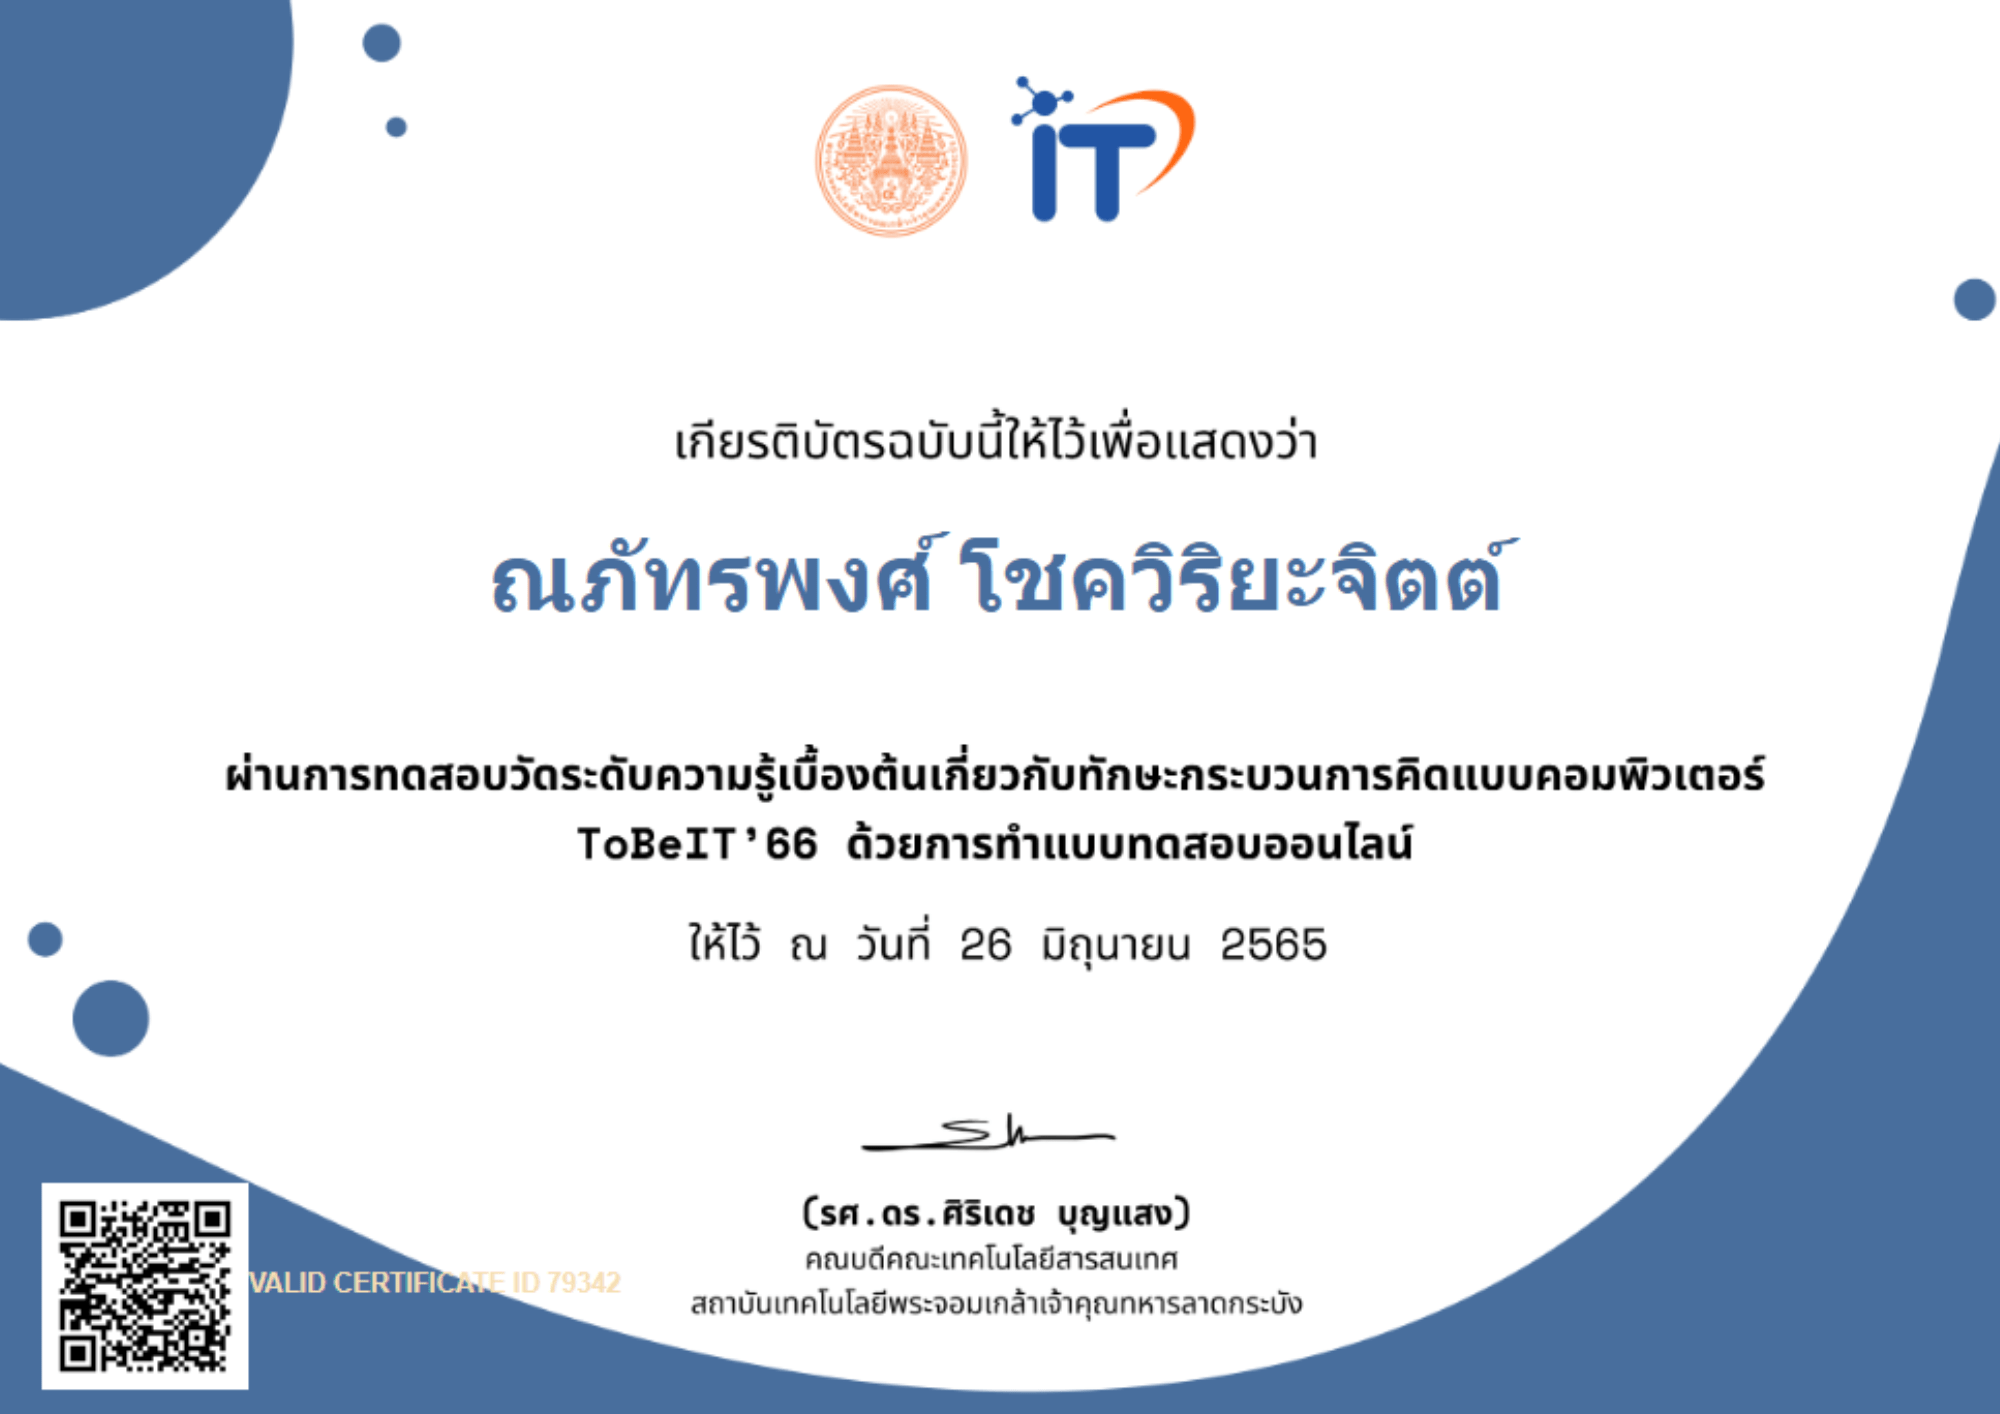 iT
เกียรติบัตรฉบับนี้ให้ไว้เพื่อแสดงว่า
ณภัทรพงศ์ โชควิริยะจิตต์
ผ่านการทดสอบวัดระดับความรู้เบื้องต้นเกี่ยวกับทักษะกระบวนการคิดแบบคอมพิวเตอร์
ToBeIT’66 ด้วยการทำแบบทดสอบออนไลน์
ให้ไว้ ณ วันที่ 26 มิถุนายน 2565
(รศ.ดร.ศิริเดช บุญแสง)
คณบดีคณะเทคโนโลยีสารสนเทศ
สถาบันเทคโนโลยีพระจอมเกล้าเจ้าคุณทหารลาดกระบัง
VALID CERTIFICATE ID 79342